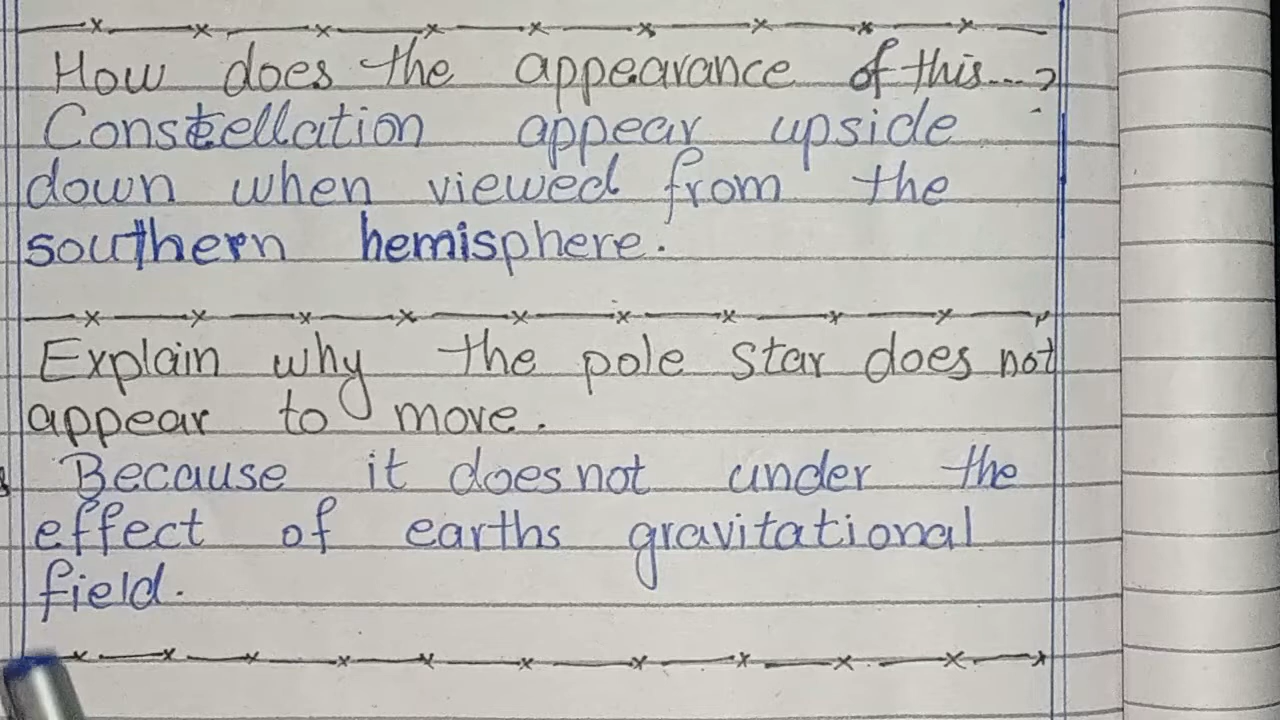 How does the appearance of this....?
Constellation appear upside
down when viewed from the
southern hemisphere.
Explain why the pole star does not
appear to move.
Because it does not under the
effect of earths gravitational
field.